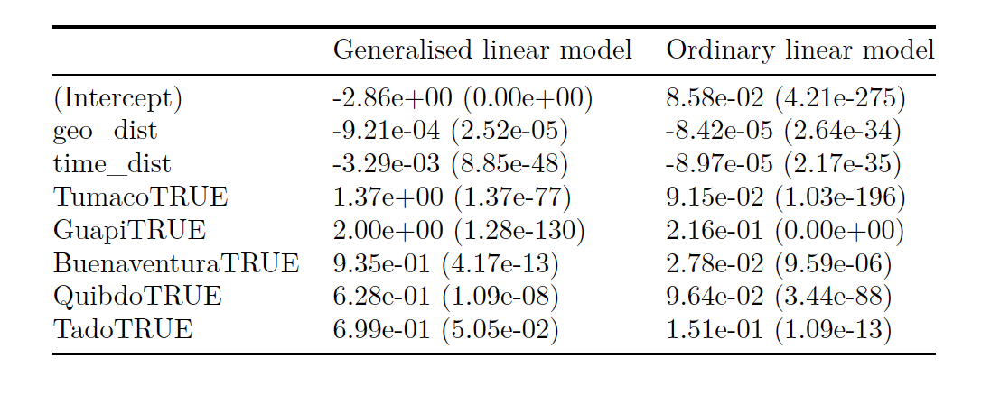 Generalised linear model Ordinary linear model
(Intercept) -2.86e+00 (0.00e+00) 8.58e-02 (4.21e-275)
geo_dist -9.21e-04 (2.52e-05) -8.42e-05 (2.64e-34)
time_dist -3.29e-03 (8.85e-48) -8.97e-05 (2.17e-35)
TumacoTRUE 1.37e+00 (1.37e-77) 9.15e-02 (1.03e-196)
GuapiTRUE 2.00e+00 (1.28e-130) 2.16e-01 (0.00e+00)
BuenaventuraTRUE 9.35e-01 (4.17e-13) 2.78e-02 (9.59e-06)
QuibdoTRUE 6.28e-01 (1.09e-08) 9.64e-02 (3.44e-88)
TadoTRUE 6.99e-01 (5.05e-02) 1.51e-01 (1.09e-13)